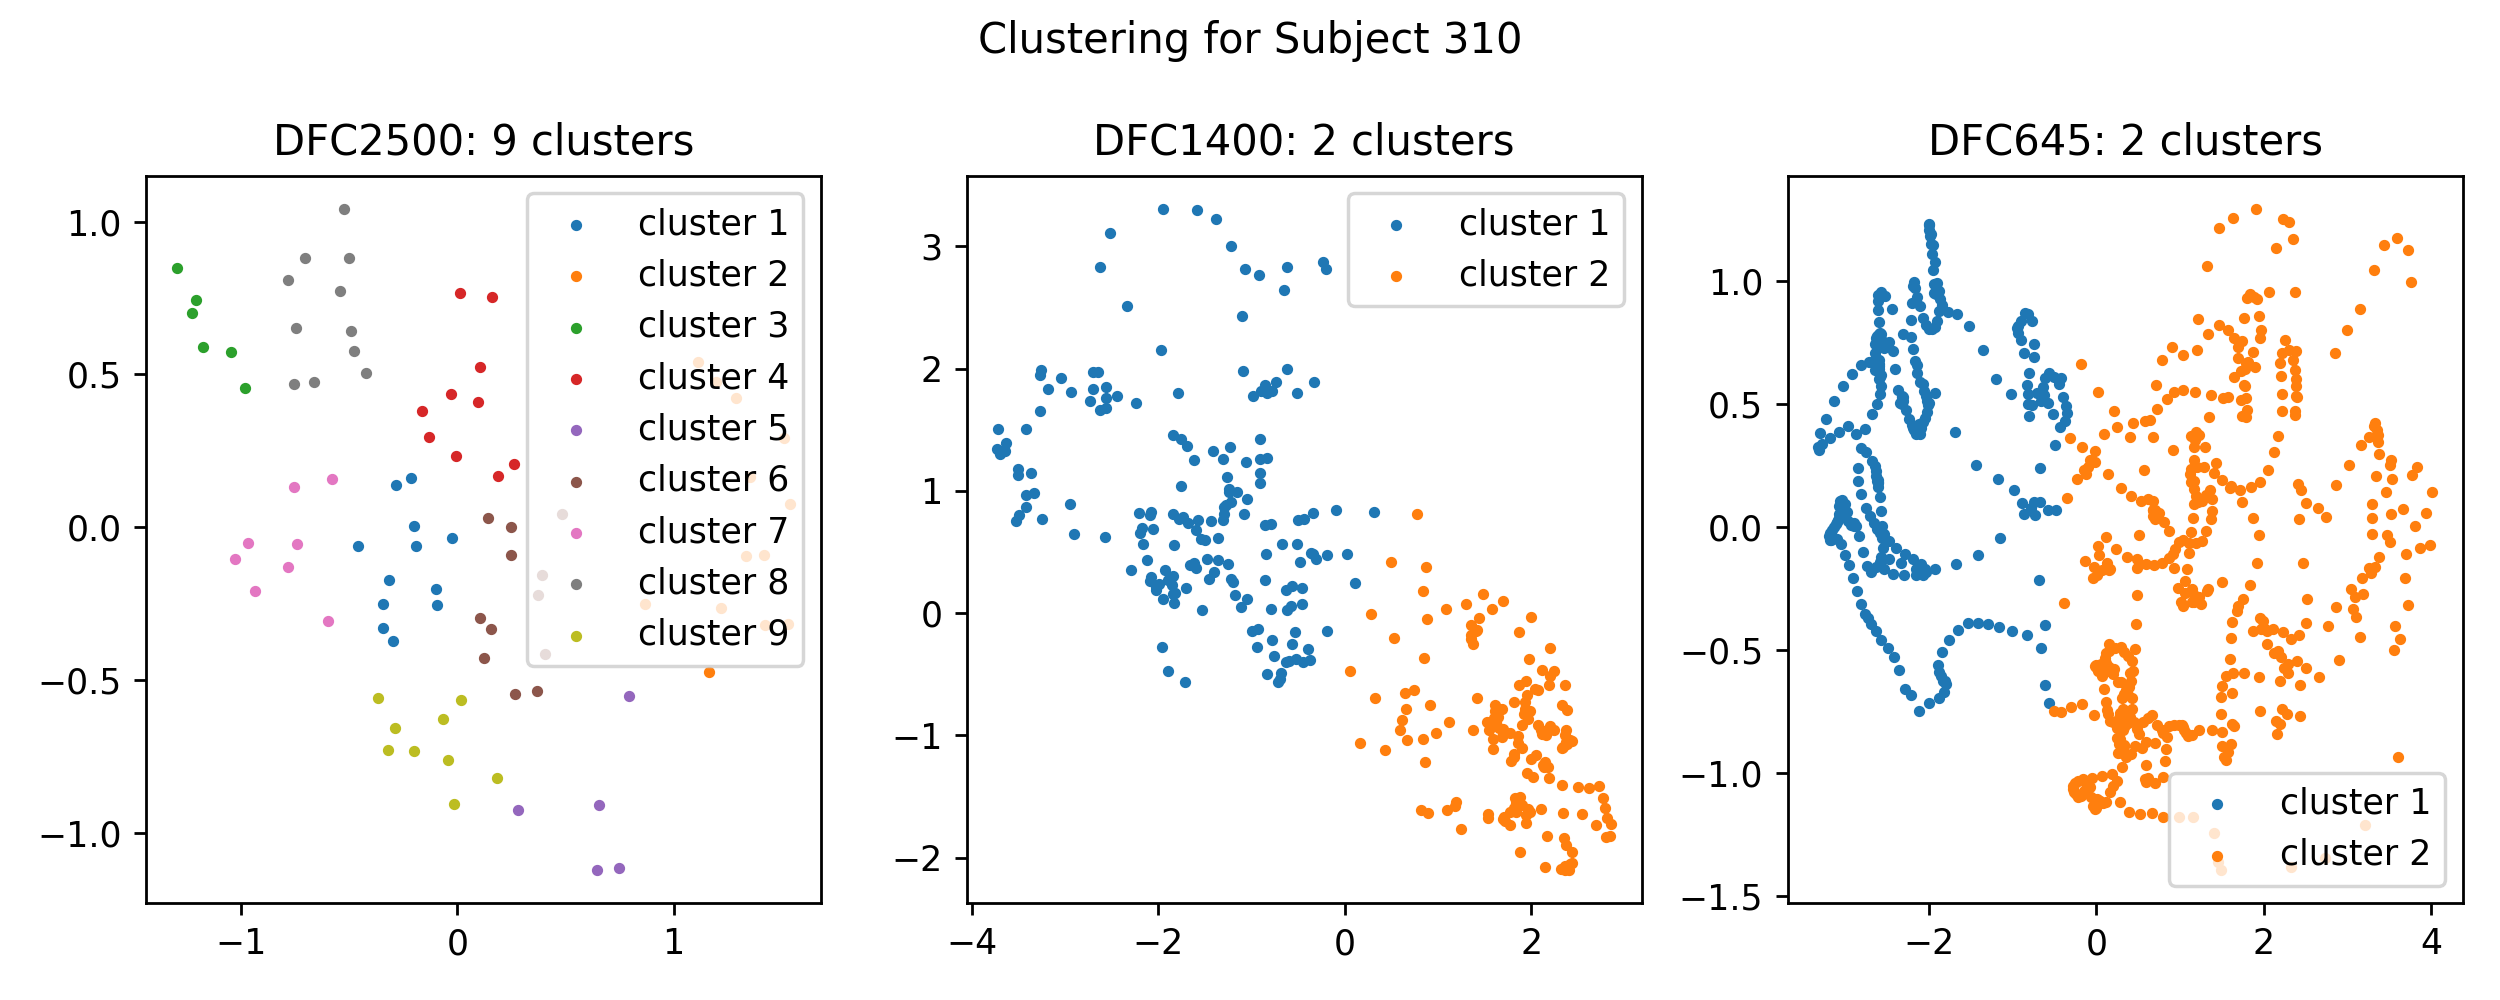 Clustering for Subject 310
DFC2500: 9 clusters
1.0
0.5
0.0
−0.5
−1.0
−1
0
1
cluster 1
cluster 2
cluster 3
cluster 4
cluster 5
cluster 6
cluster 7
cluster 8
cluster 9
DFC1400: 2 clusters
3
2
1
0
−1
−2
−4
−2
0
2
cluster 1
cluster 2
DFC645: 2 clusters
1.0
0.5
0.0
−0.5
−1.0
−1.5
−2
0
2
4
cluster 1
cluster 2